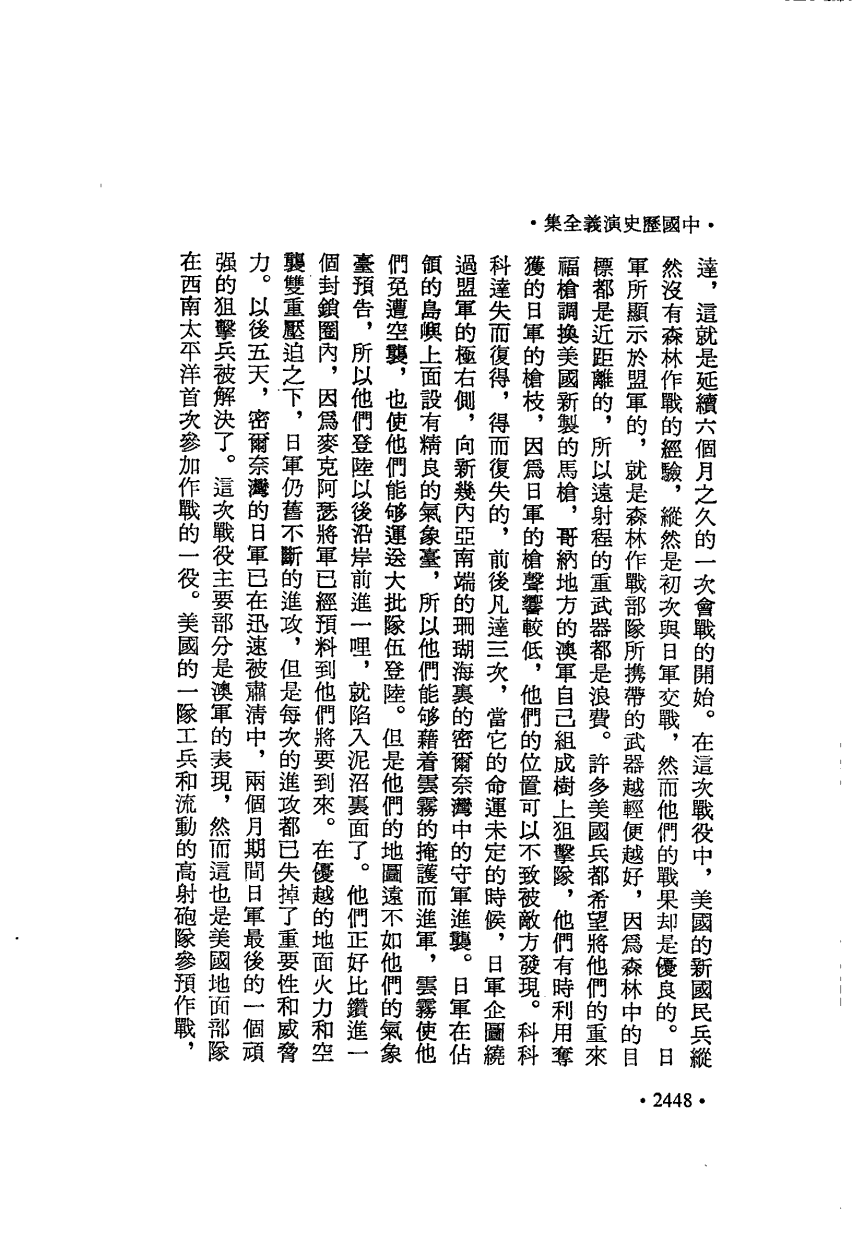 •中國歷史演義全集•
達，這就是延續六個月之久的一次會戰的開始。在這次戰役中，美國的新國民兵縱
然沒有森林作戰的經驗，縱然是初次與日軍交戰，然而他們的戰果却是優良的。日
軍所顯示於盟軍的，就是森林作戰部隊所携帶的武器越輕便越好，因爲森林中的目
標都是近距離的，所以遠射程的重武器都是浪費。許多美國兵都希望將他們的重來
福槍調換美國新製的馬槍，哥納地方的澳軍自己組成樹上狙擊隊，他們有時利用奪
獲的日軍的槍枝，因爲日軍的槍聲響較低，他們的位置可以不致被敵方發現。科科
科達失而復得，得而復失的，前後凡達三次，當它的命運未定的時候，日軍企圖繞
過盟軍的極右側，向新幾內亞南端的珊瑚海裏的密爾奈灣中的守軍進襲。日軍在佔
領的島嶼上面設有精良的氣象臺，所以他們能够藉着雲霧的掩護而進軍，雲霧使他
們免遭空襲，也使他們能够運送大批隊伍登陸。但是他們的地圖遠不如他們的氣象
臺預告，所以他們登陸以後沿岸前進一哩，就陷入泥沼裏面了。他們正好比鑽進一
個封鎖圈內，因爲麥克阿瑟將軍已經預料到他們將要到來。在優越的地面火力和空
襲雙重壓迫之下，日軍仍舊不斷的進攻，但是每次的進攻都已失掉了重要性和威脅
力。以後五天，密爾奈灣的日軍已在迅速被肅清中，兩個月期間日軍最後的一個頑
强的狙擊兵被解決了。這次戰役主要部分是澳軍的表現，然而這也是美國地面部隊
在西南太平洋首次參加作戰的一役。美國的一隊工兵和流動的高射砲隊參預作戰，
•2448•